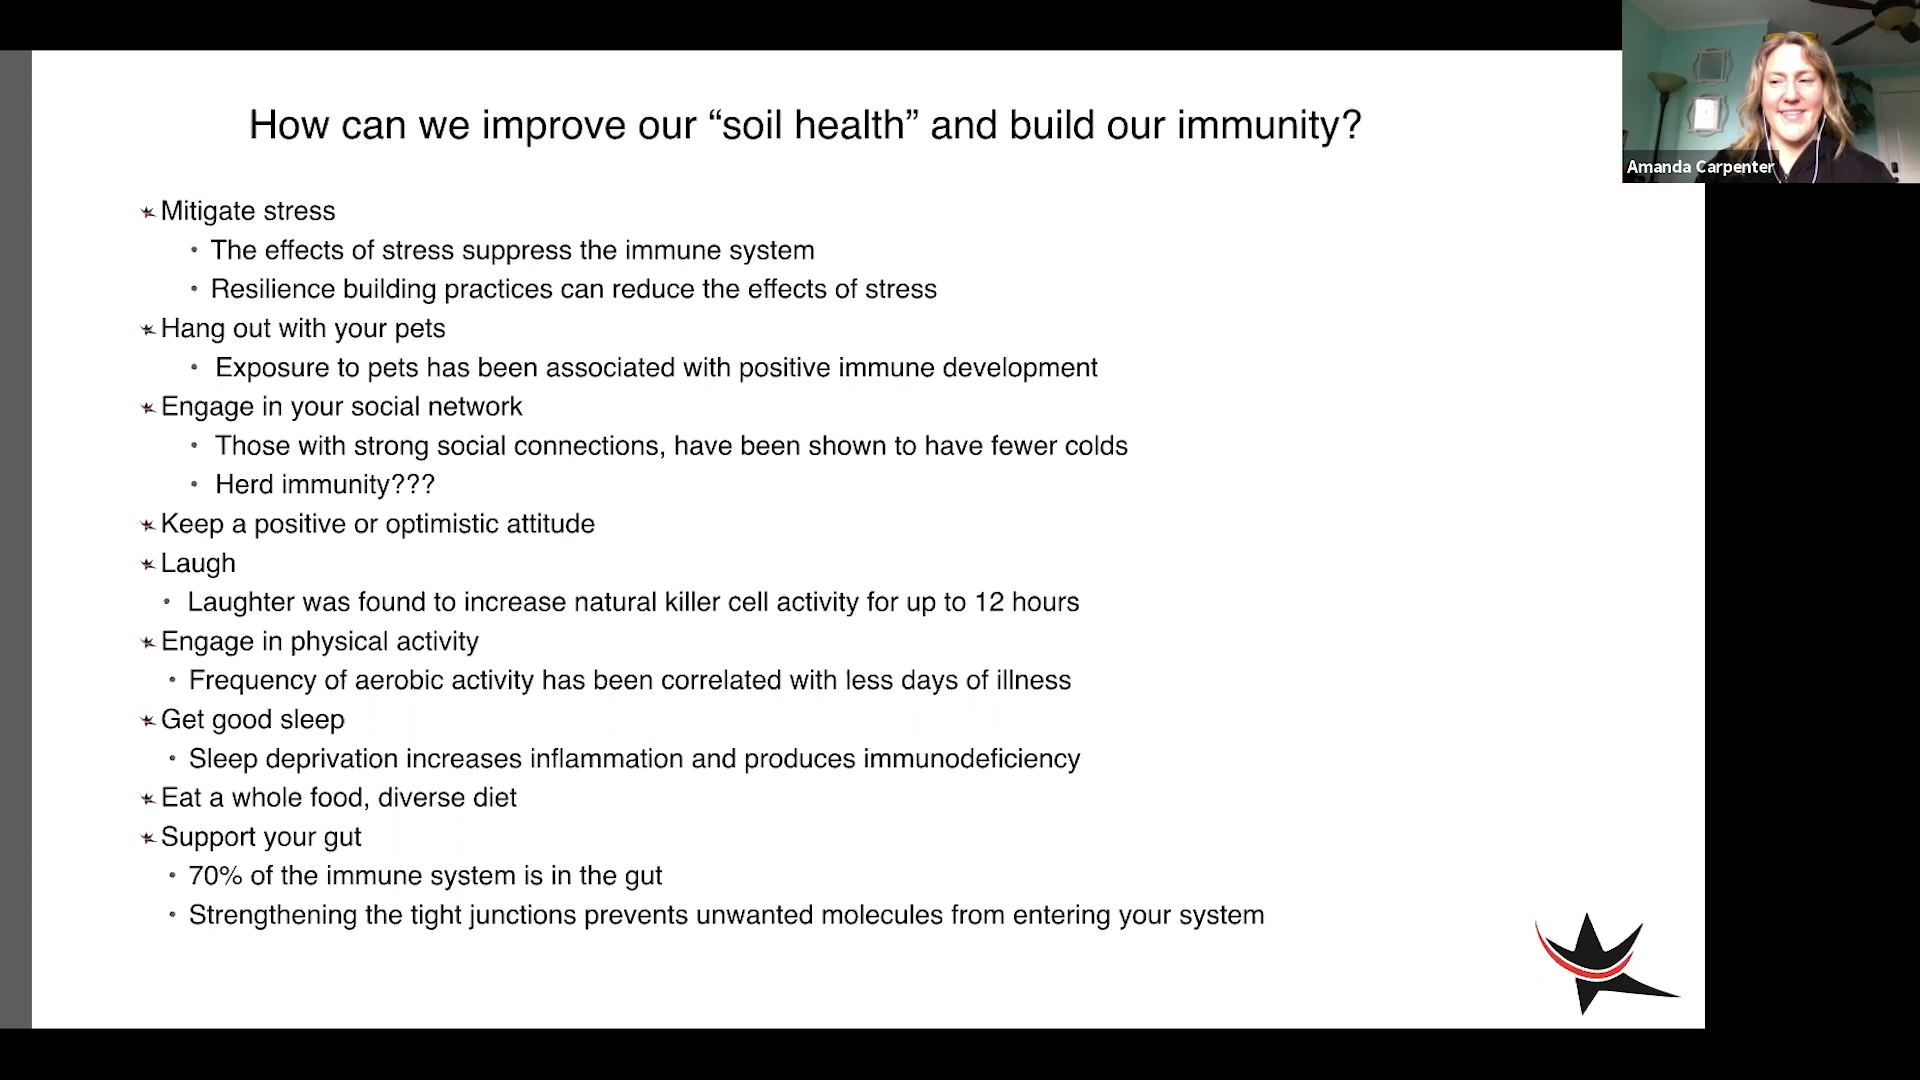 How can we improve our “soil health” and build our immunity?
Amanda Carpenter
Mitigate stress
• The effects of stress suppress the immune system
• Resilience building practices can reduce the effects of stress
Hang out with your pets
• Exposure to pets has been associated with positive immune development
Engage in your social network
• Those with strong social connections, have been shown to have fewer colds
• Herd immunity???
Keep a positive or optimistic attitude
Laugh
• Laughter was found to increase natural killer cell activity for up to 12 hours
Engage in physical activity
• Frequency of aerobic activity has been correlated with less days of illness
Get good sleep
• Sleep deprivation increases inflammation and produces immunodeficiency
Eat a whole food, diverse diet
Support your gut
• 70% of the immune system is in the gut
• Strengthening the tight junctions prevents unwanted molecules from entering your system